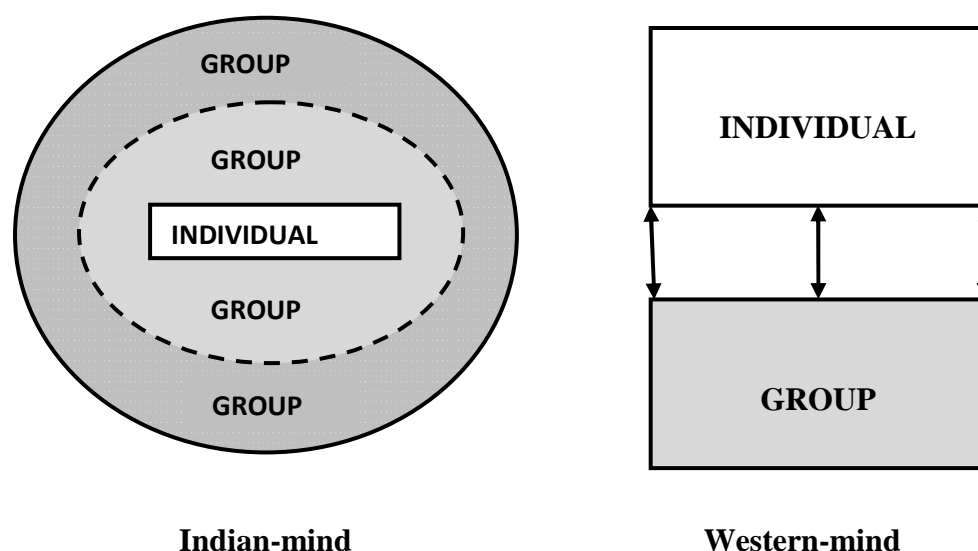 GROUP
GROUP
INDIVIDUAL
GROUP
GROUP
Indian-mind
INDIVIDUAL
GROUP
Western-mind